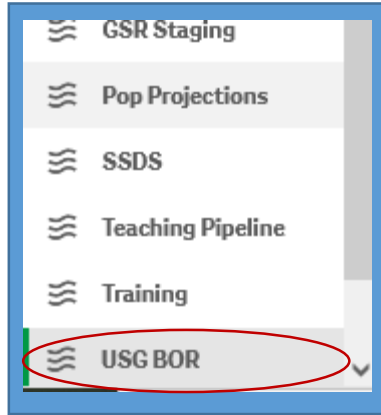 GSR Staging
Pop Projections
SSDS
Teaching Pipeline
Training
USG BOR